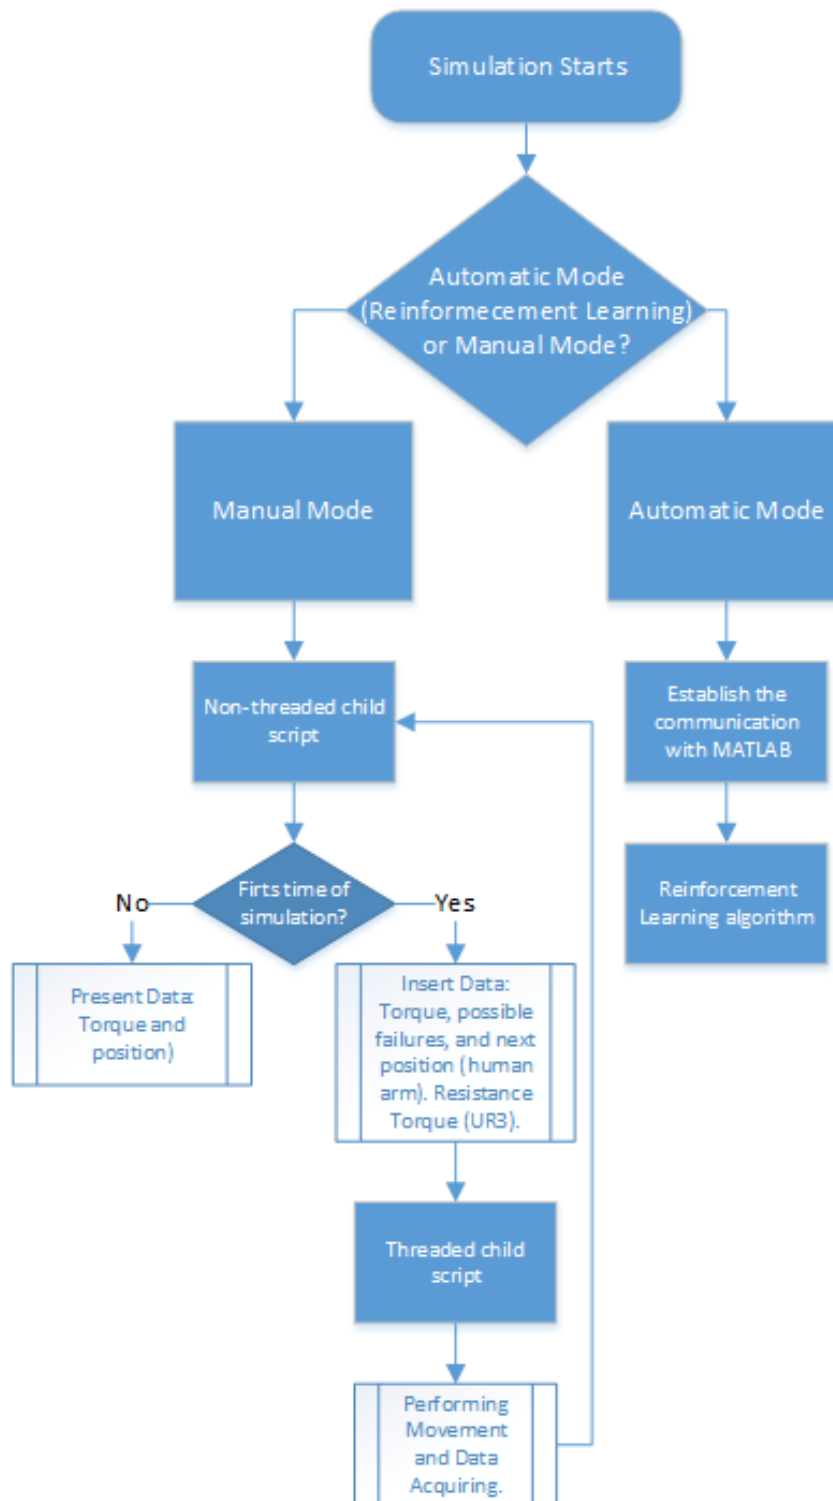 Simulation Starts
Automatic Mode
(Reinformecement Learning)
or Manual Mode?
Manual Mode
Automatic Mode
Non-threaded child
script
Establish the
communication
with MATLAB
Firts time of
simulation?
No
Yes
Reinforcement
Learning algorithm
Present Data:
Torque and
position)
Insert Data:
Torque, possible
failures, and next
position (human
arm). Resistance
Torque (UR3).
Threaded child
script
Performing
Movement
and Data
Acquiring.